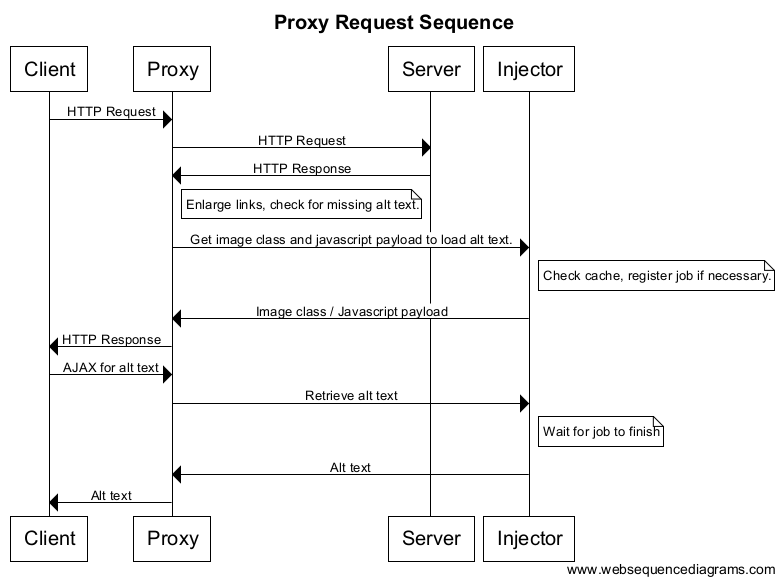 Proxy Request Sequence
Client
Proxy
Server
Injector
HTTP Request
HTTP Request
HTTP Response
Enlarge links, check for missing alt text.
Get image class and javascript payload to load alt text.
Check cache, register job if necessary.
Image class / Javascript payload
HTTP Response
AJAX for alt text
Retrieve alt text
Wait for job to finish
Alt text
Alt text
Client
Proxy
Server
Injector
www.websequencediagrams.com